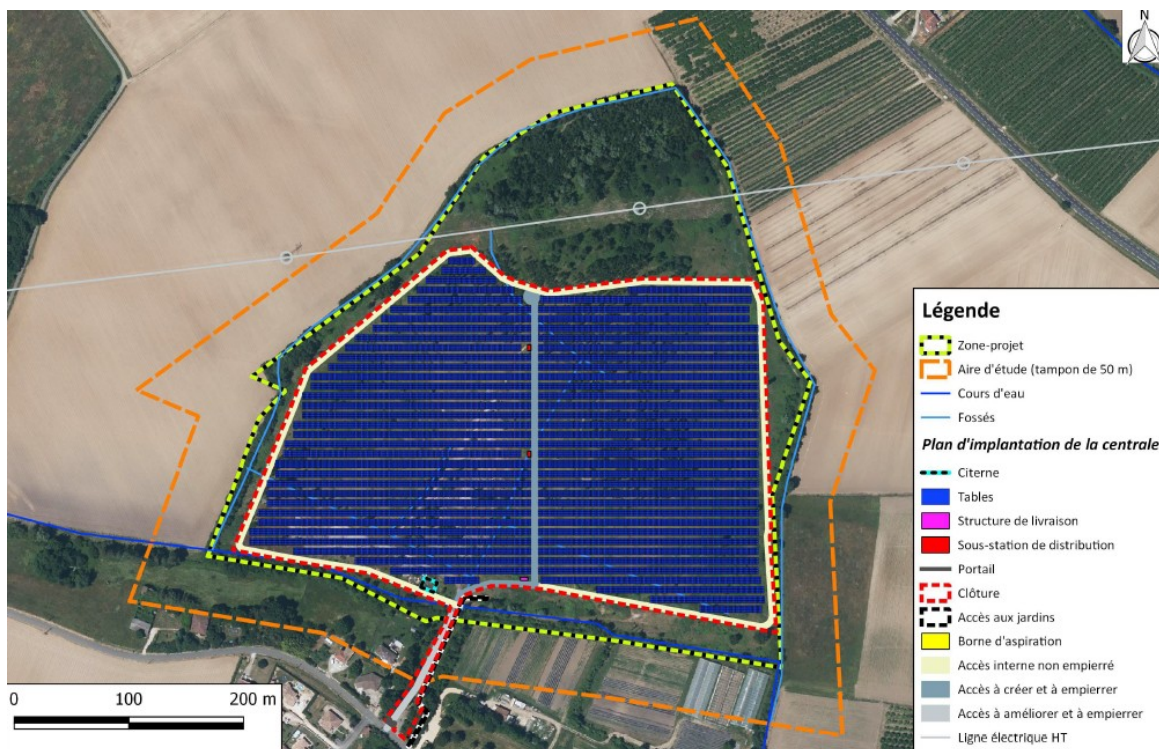 N
Légende
Zone-projet
Aire d'étude (tampon de 50 m)
Cours d'eau
Fossés
Plan d'implantation de la centrale
Citerne
Tables
Structure de livraison
Sous-station de distribution
Portail
Clôture
Accès aux jardins
Borne d'aspiration
Accès interne non empierré
Accès à créer et à empierrer
Accès à améliorer et à empierrer
Ligne électrique HT
0 100 200 m